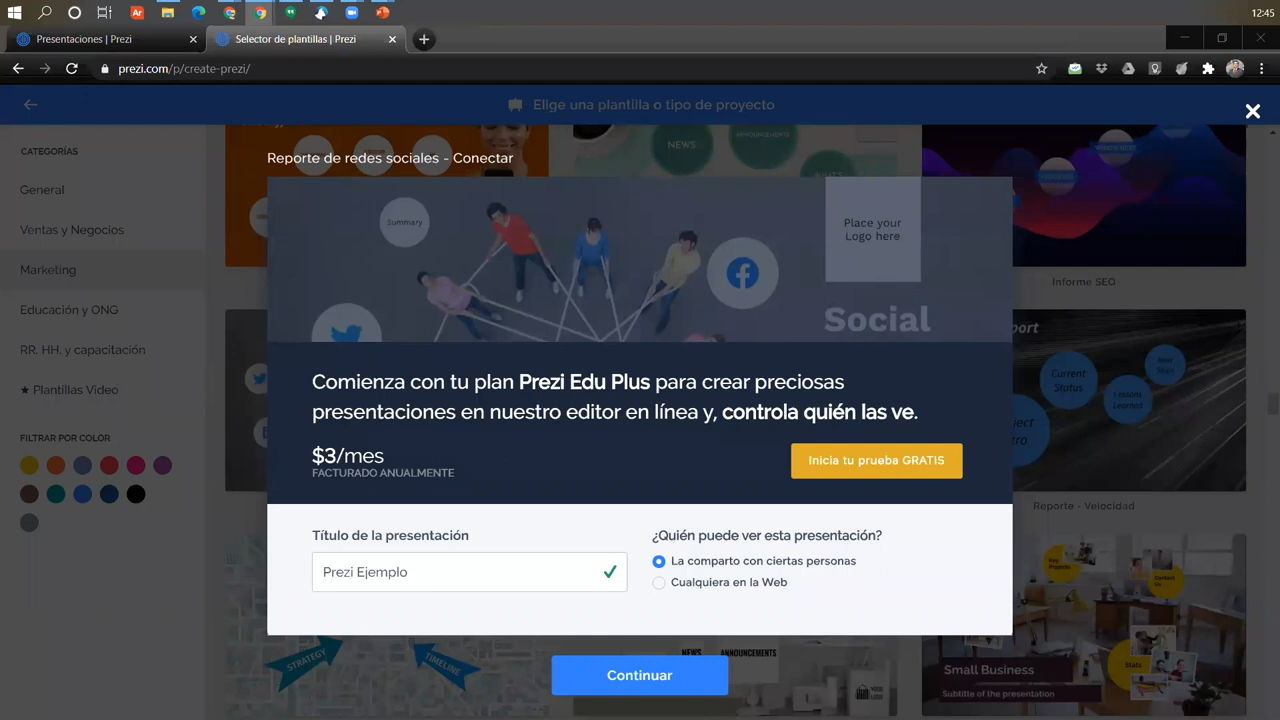 12:45
Presentaciones | Prezi
Selector de plantillas | Prezi
prezi.com/p/create-prezi/
Elige una plantilla o tipo de proyecto
CATEGORÍAS
General
Ventas y Negocios
Marketing
Educación y ONG
RR. HH. y capacitación
★ Plantillas Video
FILTRAR POR COLOR
NEWS
ANNOUNCEMENTS
Informe SEO
Current
Status
Next
Steps
Lessons
Learned
Reporte - Velocidad
Key
Projects
Contact
Us
Stats
Small Business
Subtitle of the presentation
STRATEGY
TIMELINE
NEWS
ANNOUNCEMENTS
Reporte de redes sociales - Conectar
Summary
Place your
Logo here
Social
Comienza con tu plan Prezi Edu Plus para crear preciosas
presentaciones en nuestro editor en línea y, controla quién las ve.
$3/mes
FACTURADO ANUALMENTE
Inicia tu prueba GRATIS
Título de la presentación
Prezi Ejemplo
¿Quién puede ver esta presentación?
La comparto con ciertas personas
Cualquiera en la Web
Continuar